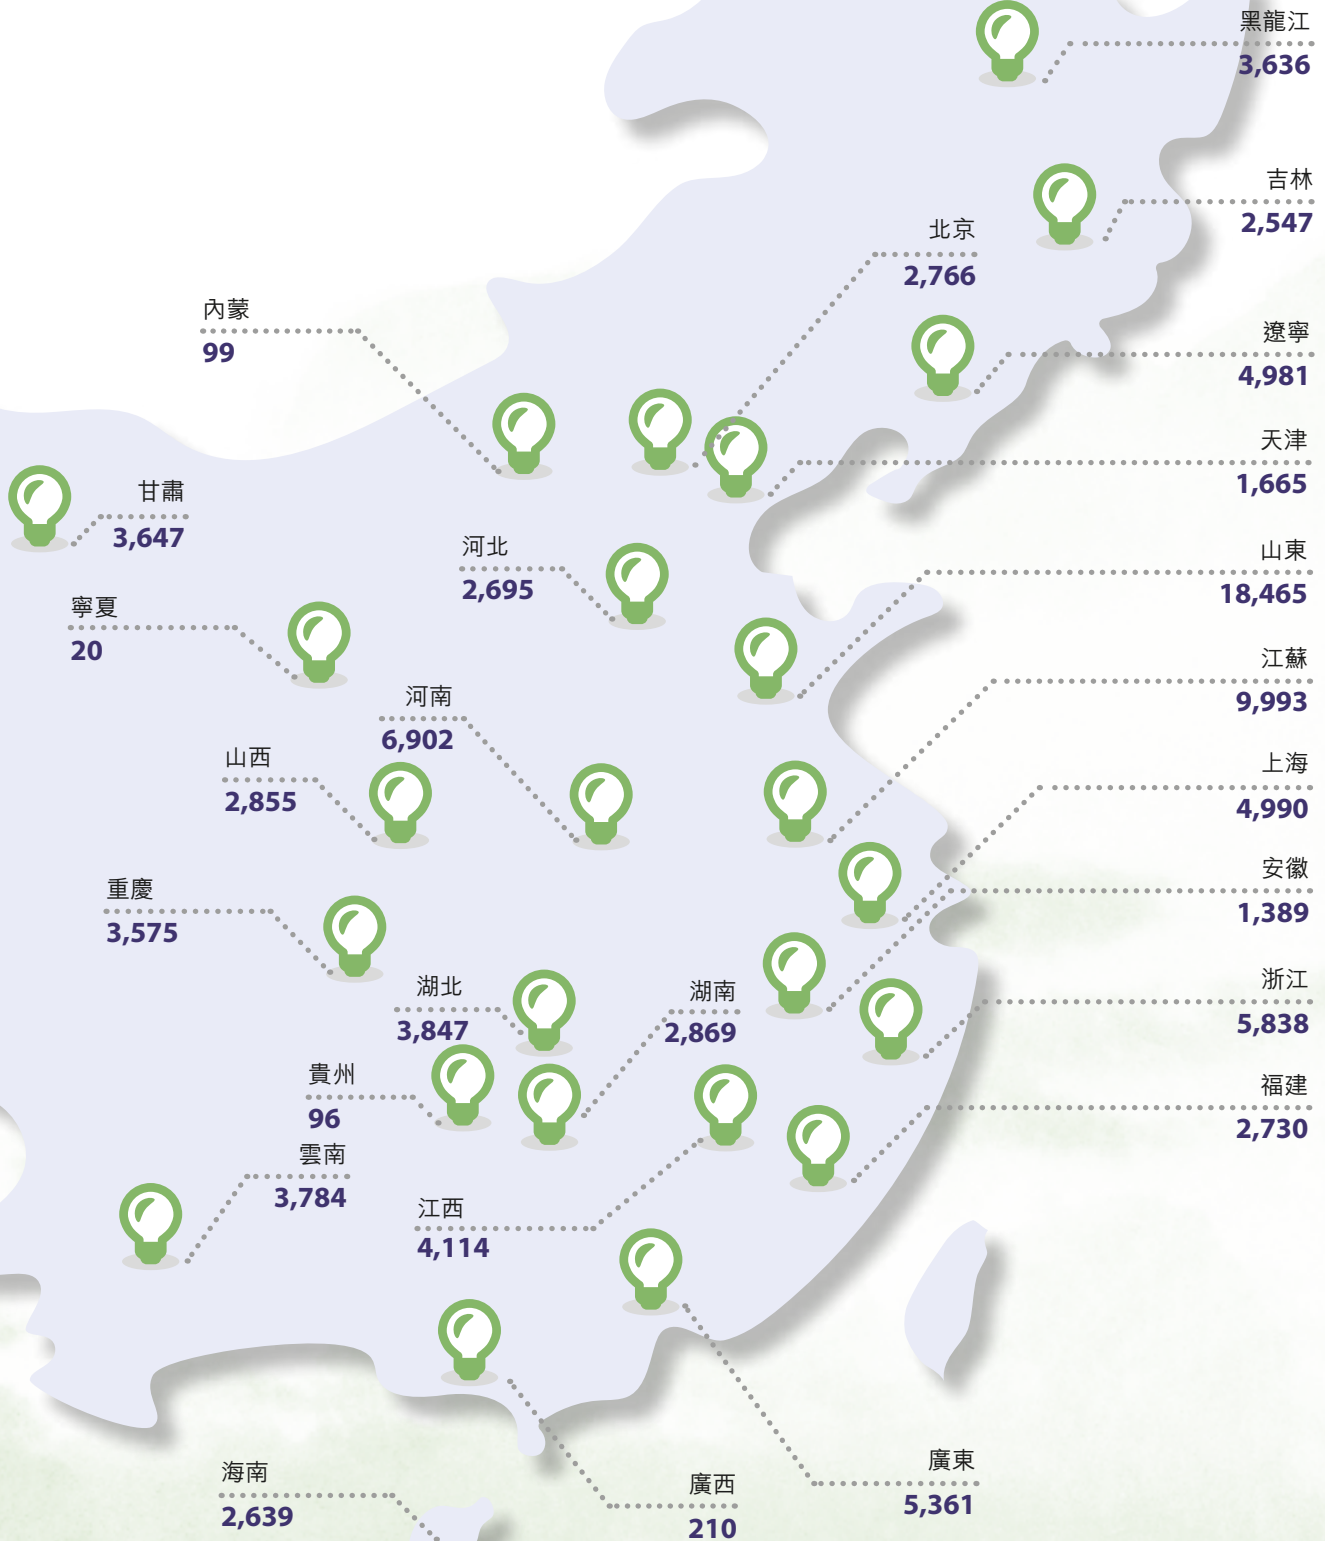 黑龍江
3,636
吉林
2,547
北京
2,766
內蒙
99
遼寧
4,981
天津
1,665
甘肅
3,647
河北
2,695
山東
18,465
寧夏
20
江蘇
9,993
河南
6,902
山西
2,855
上海
4,990
安徽
1,389
重慶
3,575
浙江
5,838
湖北
3,847
湖南
2,869
貴州
96
福建
2,730
雲南
3,784
江西
4,114
廣東
5,361
海南
2,639
廣西
210